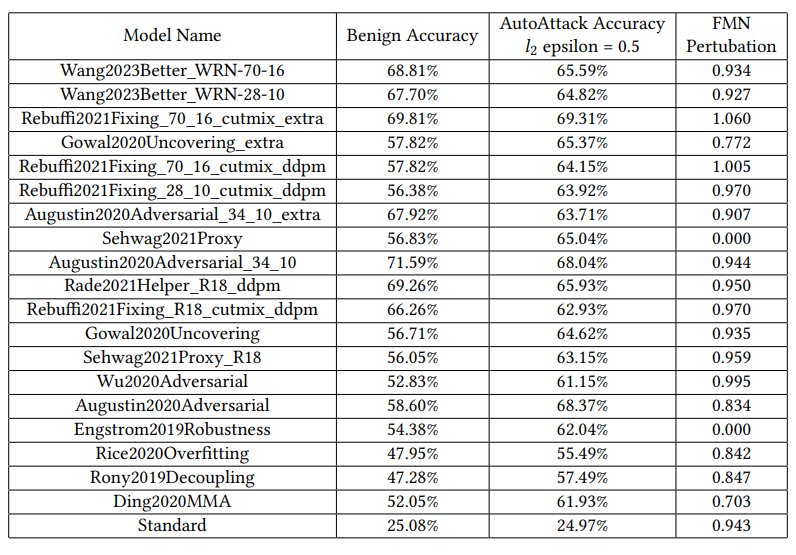 Model Name Benign Accuracy AutoAttack Accuracy l2 epsilon = 0.5 FMN Pertubation
Wang2023Better_WRN-70-16 68.81% 65.59% 0.934
Wang2023Better_WRN-28-10 67.70% 64.82% 0.927
Rebuffi2021Fixing_70_16_cutmix_extra 69.81% 69.31% 1.060
Gowal2020Uncovering_extra 57.82% 65.37% 0.772
Rebuffi2021Fixing_70_16_cutmix_ddpm 57.82% 64.15% 1.005
Rebuffi2021Fixing_28_10_cutmix_ddpm 56.38% 63.92% 0.970
Augustin2020Adversarial_34_10_extra 67.92% 63.71% 0.907
Sehwag2021Proxy 56.83% 65.04% 0.000
Augustin2020Adversarial_34_10 71.59% 68.04% 0.944
Rade2021Helper_R18_ddpm 69.26% 65.93% 0.950
Rebuffi2021Fixing_R18_cutmix_ddpm 66.26% 62.93% 0.970
Gowal2020Uncovering 56.71% 64.62% 0.935
Sehwag2021Proxy_R18 56.05% 63.15% 0.959
Wu2020Adversarial 52.83% 61.15% 0.995
Augustin2020Adversarial 58.60% 68.37% 0.834
Engstrom2019Robustness 54.38% 62.04% 0.000
Rice2020Overfitting 47.95% 55.49% 0.842
Rony2019Decoupling 47.28% 57.49% 0.847
Ding2020MMA 52.05% 61.93% 0.703
Standard 25.08% 24.97% 0.943